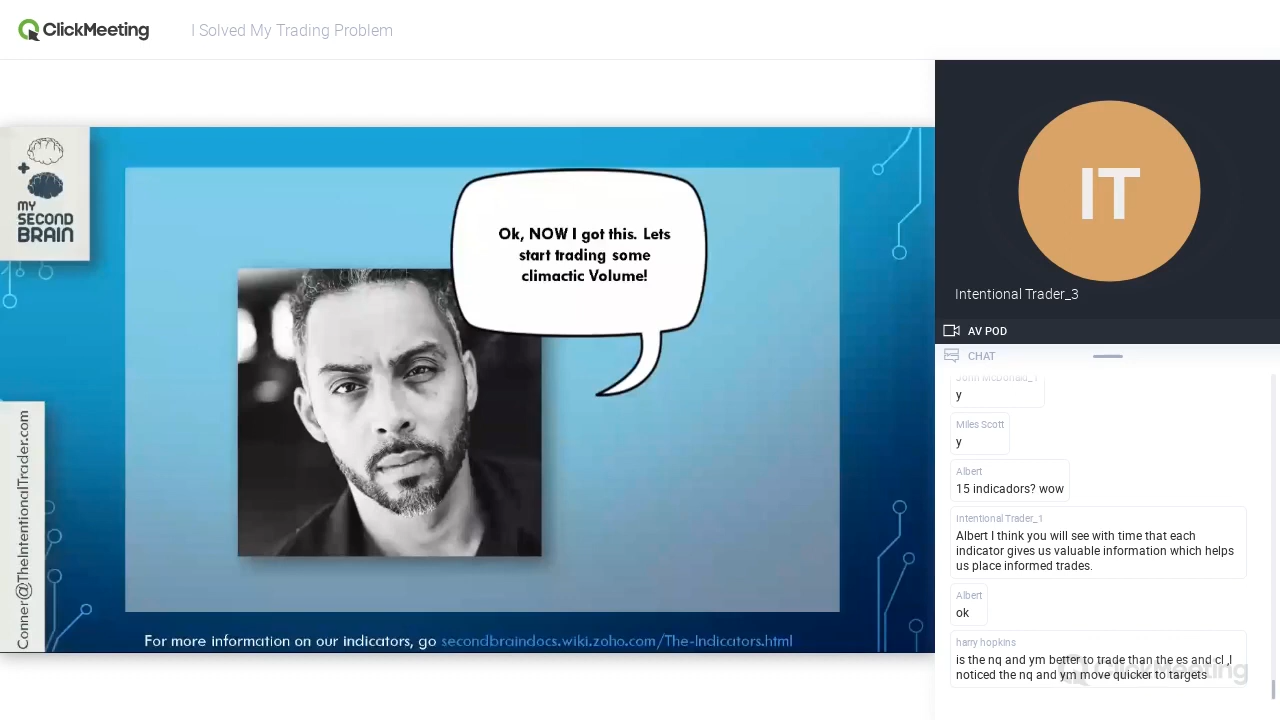 ClickMeeting
I Solved My Trading Problem
MY
SECOND
BRAIN
Ok, NOW I got this. Lets
start trading some
climactic Volume!
Conner@TheIntentionalTrader.com
For more information on our indicators, go secondbraindocs.wiki.zoho.com/The-Indicators.html
IT
Intentional Trader_3
AV POD
CHAT
John McDonald_1
y
Miles Scott
y
Albert
15 indicadors? wow
Intentional Trader_1
Albert I think you will see with time that each
indicator gives us valuable information which helps
us place informed trades.
Albert
ok
harry hopkins
is the nq and ym better to trade than the es and cl ,I
noticed the nq and ym move quicker to targets
ClickMeeting